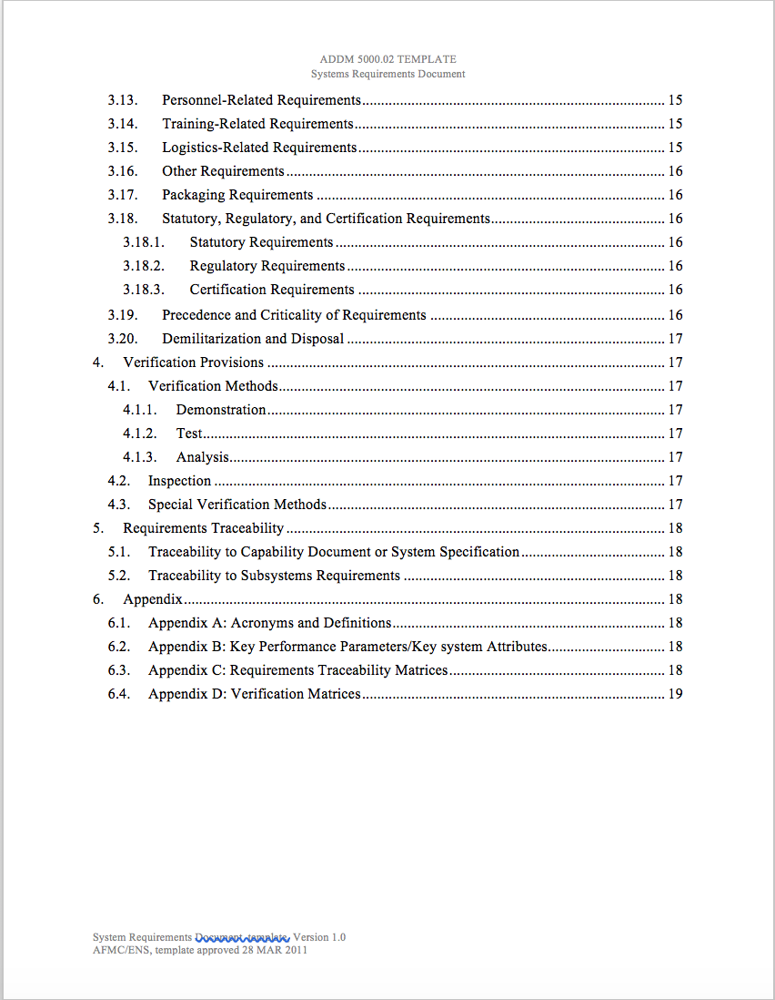 ADDM 5000.02 TEMPLATE
Systems Requirements Document
3.13. Personnel-Related Requirements 15
3.14. Training-Related Requirements 15
3.15. Logistics-Related Requirements 15
3.16. Other Requirements 16
3.17. Packaging Requirements 16
3.18. Statutory, Regulatory, and Certification Requirements 16
3.18.1. Statutory Requirements 16
3.18.2. Regulatory Requirements 16
3.18.3. Certification Requirements 16
3.19. Precedence and Criticality of Requirements 16
3.20. Demilitarization and Disposal 17
4. Verification Provisions 17
4.1. Verification Methods 17
4.1.1. Demonstration 17
4.1.2. Test 17
4.1.3. Analysis 17
4.2. Inspection 17
4.3. Special Verification Methods 17
5. Requirements Traceability 18
5.1. Traceability to Capability Document or System Specification 18
5.2. Traceability to Subsystems Requirements 18
6. Appendix 18
6.1. Appendix A: Acronyms and Definitions 18
6.2. Appendix B: Key Performance Parameters/Key system Attributes 18
6.3. Appendix C: Requirements Traceability Matrices 18
6.4. Appendix D: Verification Matrices 19
System Requirements Document template, Version 1.0
AFMC/ENS, template approved 28 MAR 2011